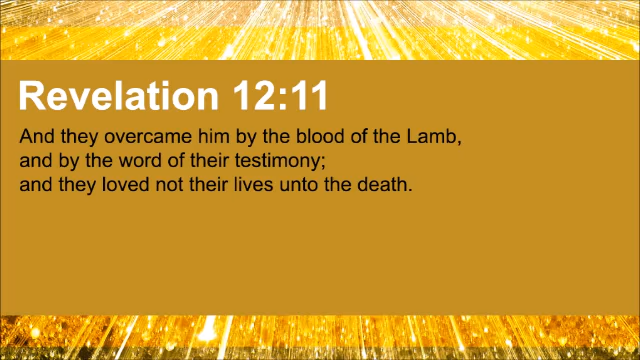 Revelation 12:11
And they overcame him by the blood of the Lamb,
and by the word of their testimony;
and they loved not their lives unto the death.